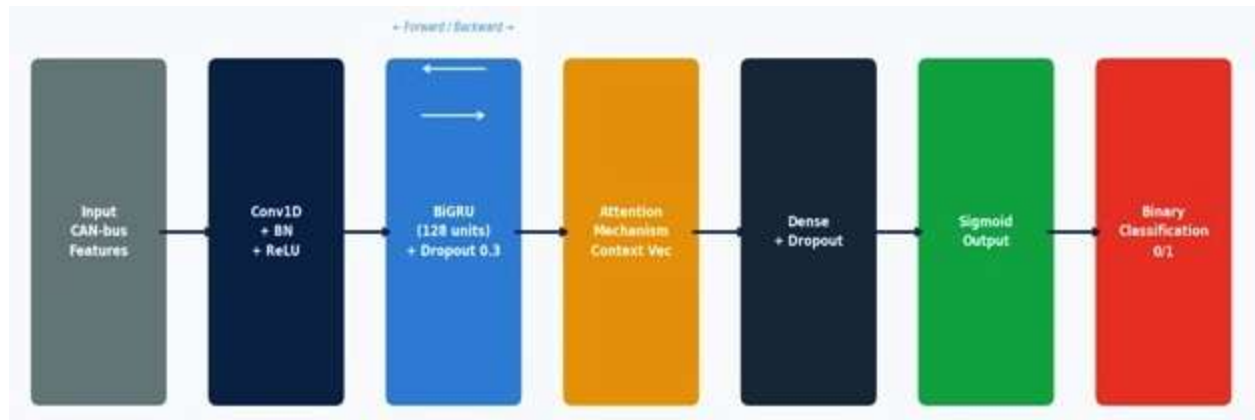 ← Forward / Backward →
Input
CAN-bus
Features
Conv1D
+ BN
+ ReLU
BiGRU
(128 units)
+ Dropout 0.3
Attention
Mechanism
Context Vec
Dense
+ Dropout
Sigmoid
Output
Binary
Classification
0/1